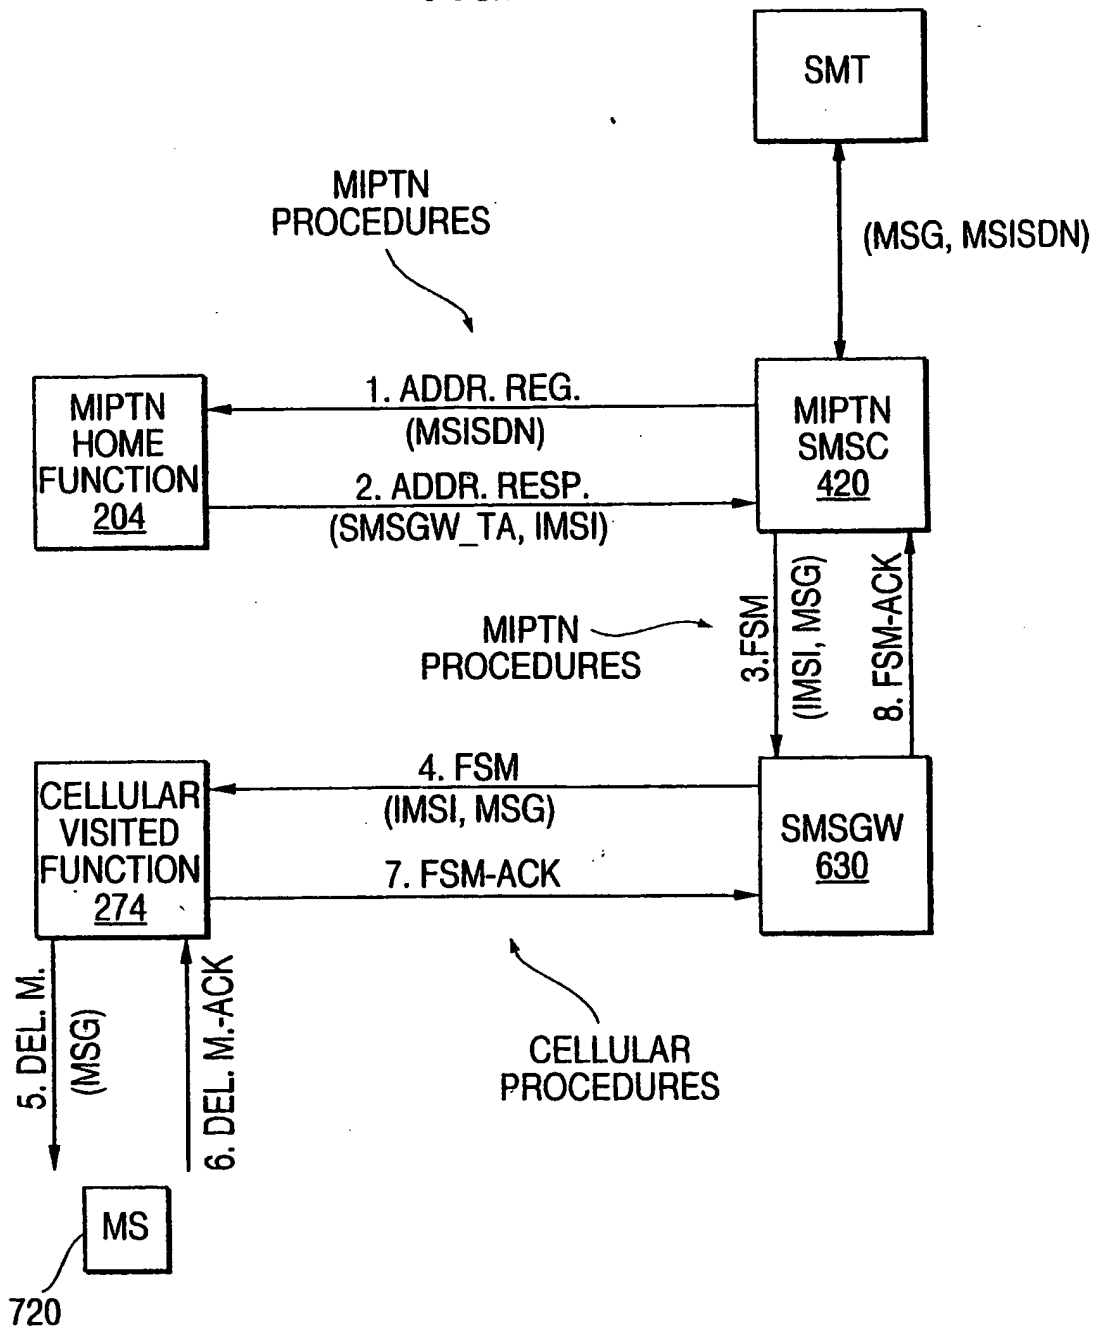 SMT
(MSG, MSISDN)
MIPTN
PROCEDURES
MIPTN
HOME
FUNCTION
204
1. ADDR. REG.
(MSISDN)
2. ADDR. RESP.
(SMSGW_TA, IMSI)
MIPTN
SMSC
420
MIPTN
PROCEDURES
3.FSM
(IMSI, MSG)
8. FSM-ACK
CELLULAR
VISITED
FUNCTION
274
4. FSM
(IMSI, MSG)
7. FSM-ACK
SMSGW
630
5. DEL. M.
(MSG)
6. DEL. M.-ACK
CELLULAR
PROCEDURES
MS
720